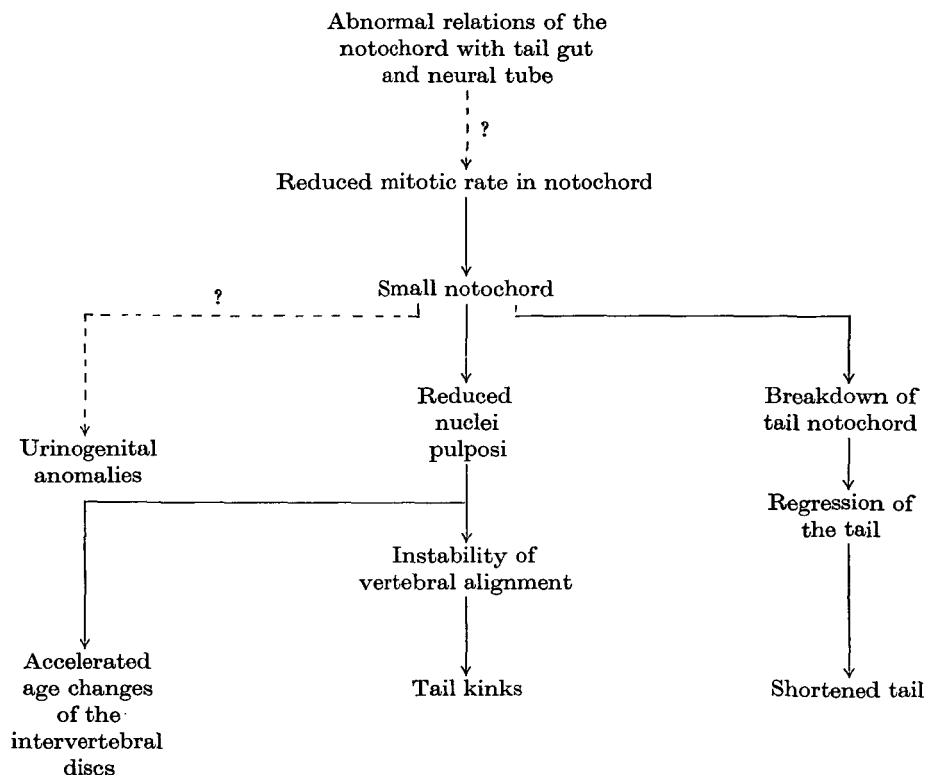 Abnormal relations of the
notochord with tail gut
and neural tube
?
Reduced mitotic rate in notochord
Small notochord
?
Urinogenital
anomalies
Reduced
nuclei
pulposi
Breakdown of
tail notochord
Regression of
the tail
Instability of
vertebral alignment
Accelerated
age changes
of the
intervertebral
discs
Tail kinks
Shortened tail